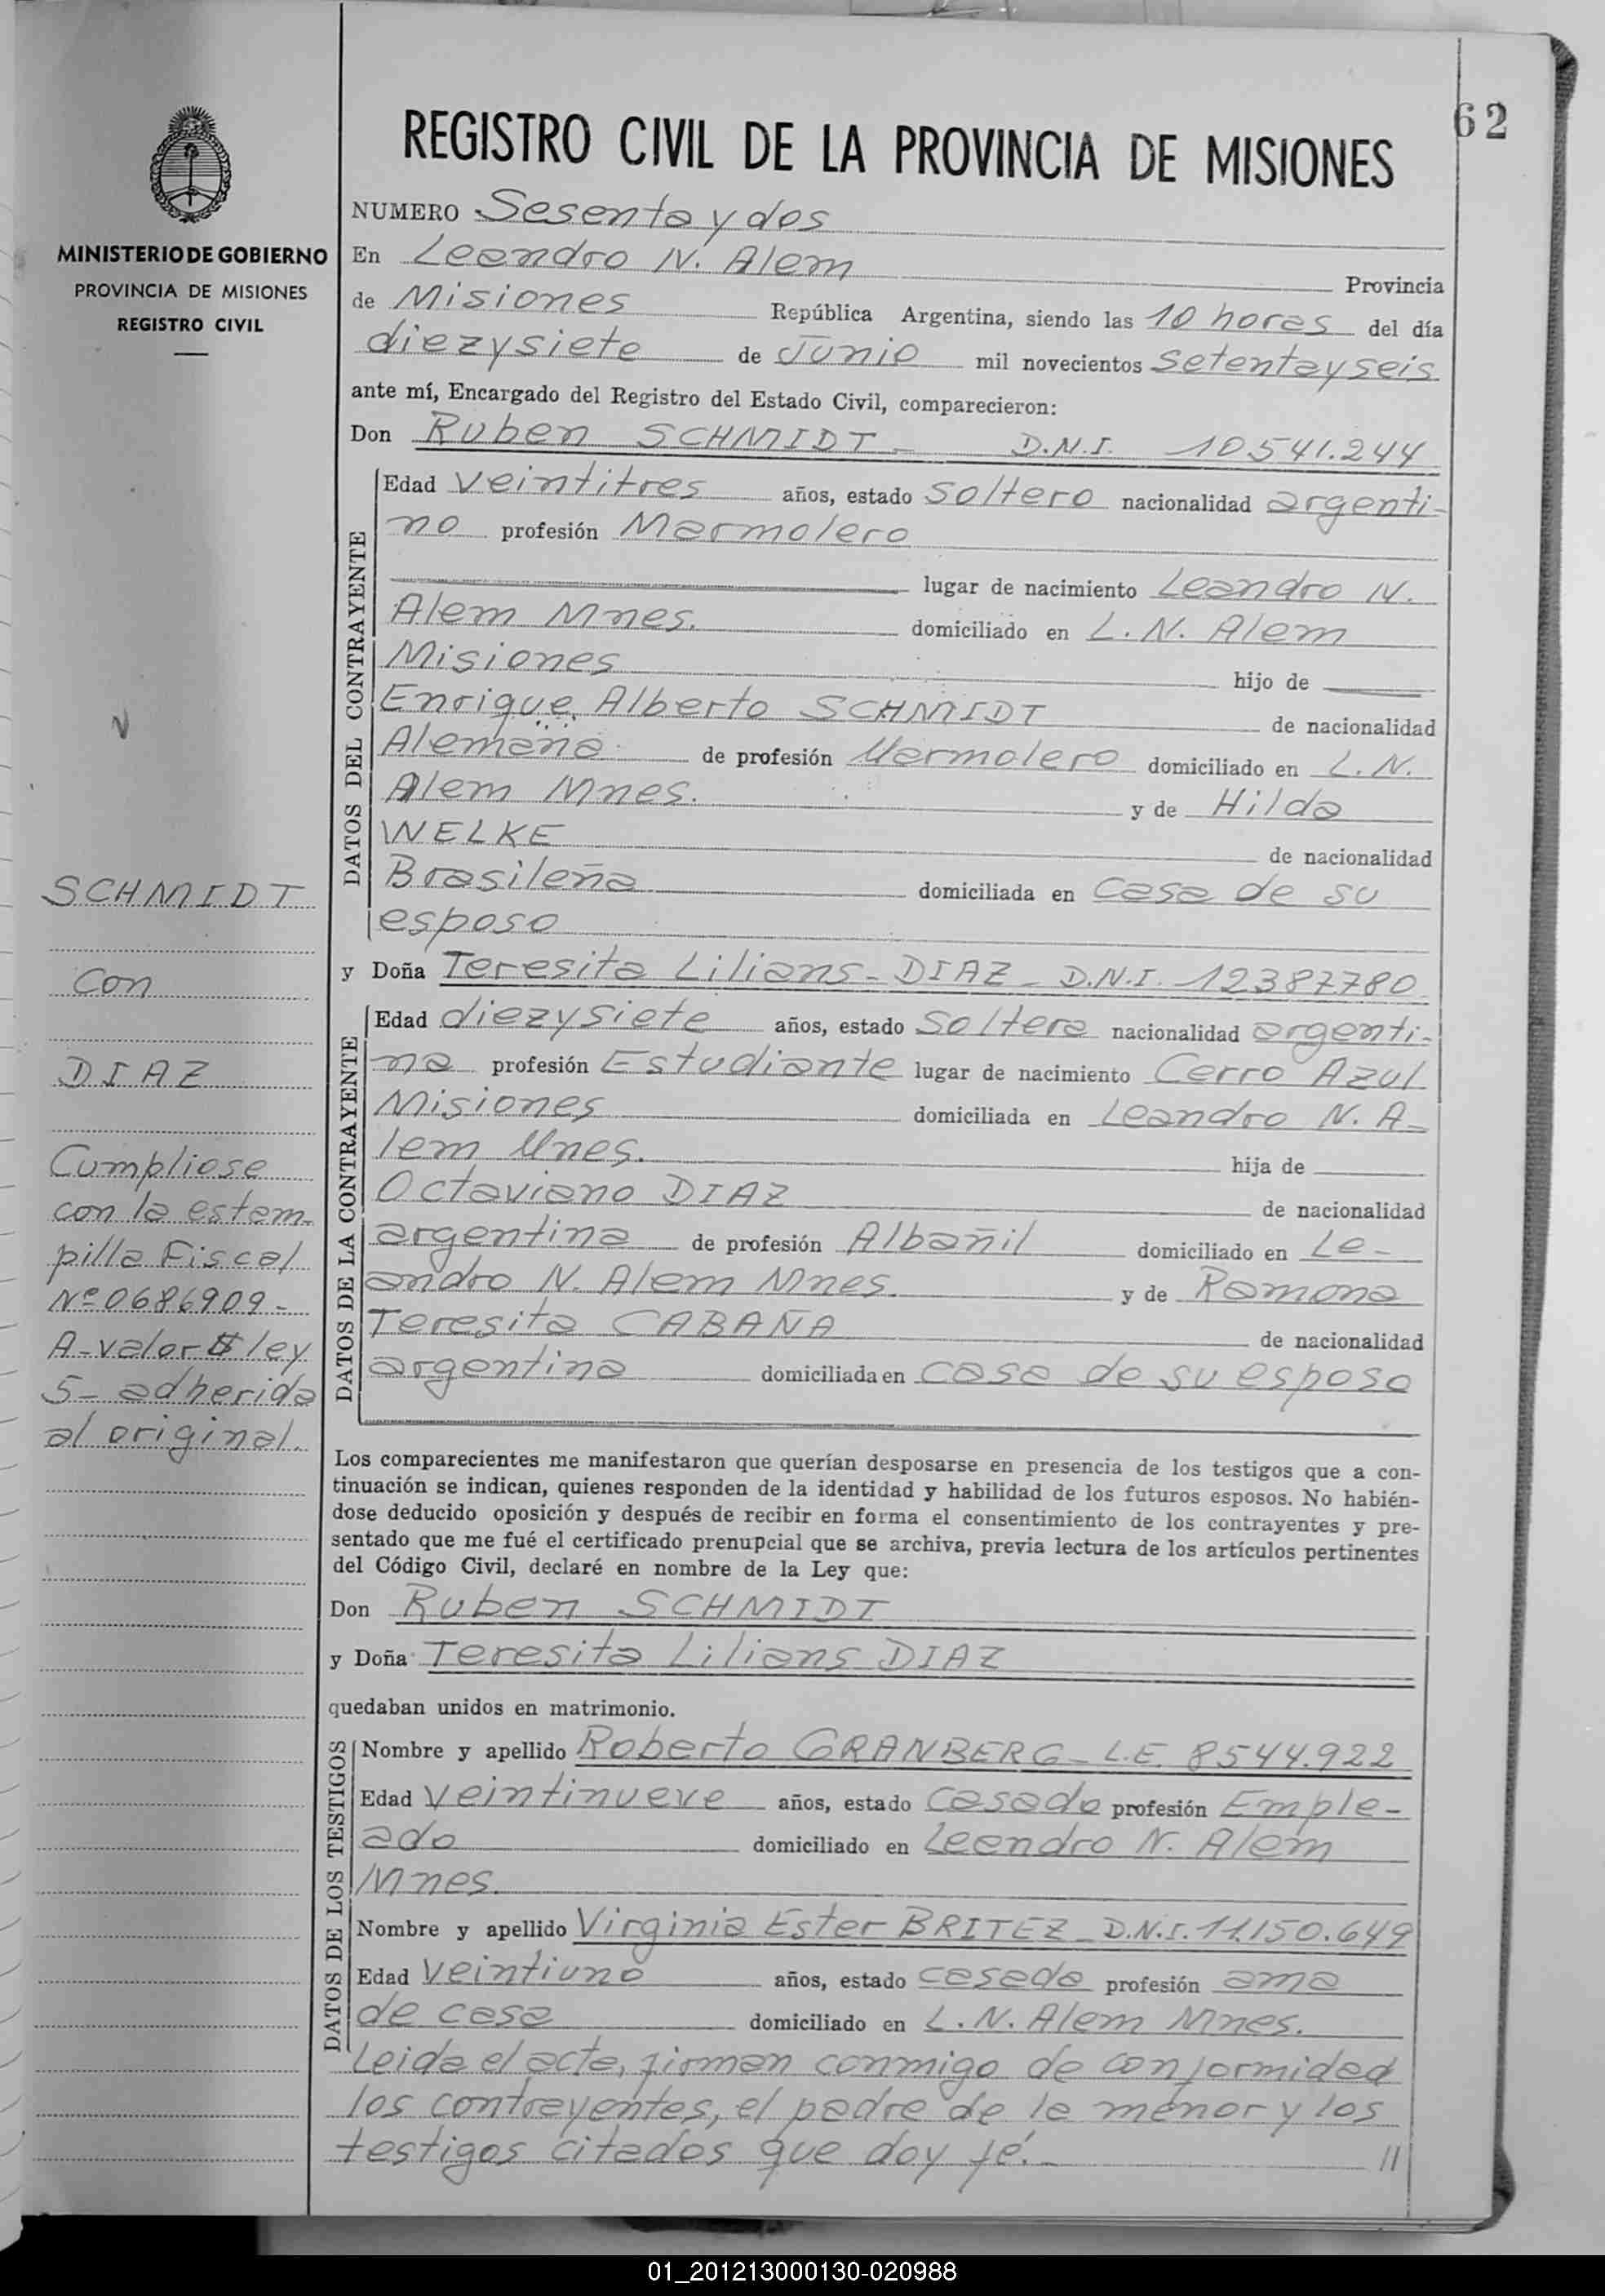 62
REGISTRO CIVIL DE LA PROVINCIA DE MISIONES
MINISTERIO DE GOBIERNO
PROVINCIA DE MISIONES
REGISTRO CIVIL
NUMERO Sesenta y dos
En Leandro N. Alem Provincia
de Misiones República Argentina, siendo las 10 horas del día
diezysiete de Junio mil novecientos setentayseis
ante mí, Encargado del Registro del Estado Civil, comparecieron:
Don Ruben SCHMIDT - D.N.I. 10541.244
DATOS DEL CONTRAYENTE
Edad veintitres años, estado soltero nacionalidad argenti-
no profesión Marmolero
lugar de nacimiento Leandro N.
Alem Mnes. domiciliado en L. N. Alem
Misiones hijo de
Enrique Alberto SCHMIDT de nacionalidad
Alemana de profesión Marmolero domiciliado en L. N.
Alem Mnes. y de Hilda
WELKE de nacionalidad
Brasileña domiciliada en casa de su
esposo
y Doña Teresita Lilians - DIAZ - D.N.I. 12387780
DATOS DE LA CONTRAYENTE
Edad diezysiete años, estado soltera nacionalidad argenti-
na profesión Estudiante lugar de nacimiento Cerro Azul
Misiones domiciliada en Leandro N. A-
lem Mnes. hija de
Octaviano DIAZ de nacionalidad
argentina de profesión Albañil domiciliado en Le-
andro N. Alem Mnes. y de Ramona
Teresita CABAÑA de nacionalidad
argentina domiciliada en casa de su esposo
SCHMIDT
con
DIAZ
Cumpliose
con la estam-
pilla Fiscal
Nº 0686909-
A-valor $ ley
5- adherida
al original.
Los comparecientes me manifestaron que querían desposarse en presencia de los testigos que a con-
tinuación se indican, quienes responden de la identidad y habilidad de los futuros esposos. No habién-
dose deducido oposición y después de recibir en forma el consentimiento de los contrayentes y pre-
sentado que me fué el certificado prenupcial que se archiva, previa lectura de los artículos pertinentes
del Código Civil, declaré en nombre de la Ley que:
Don Ruben SCHMIDT
y Doña Teresita Lilians DIAZ
quedaban unidos en matrimonio.
DATOS DE LOS TESTIGOS
Nombre y apellido Roberto GRANBERG - L.E. 8544.922
Edad veintinueve años, estado casado profesión Emple-
ado domiciliado en Leandro N. Alem
Mnes.
Nombre y apellido Virginia Ester BRITEZ - D.N.I. 11.150.649
Edad veintiuno años, estado casada profesión ama
de casa domiciliado en L. N. Alem Mnes.
Leida el acta, firman conmigo de conformidad
los contrayentes, el padre de la menor y los
testigos citados que doy fé.- //
01_201213000130-020988